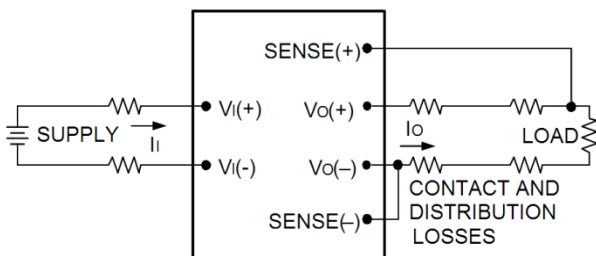 SENSE(+)
VI(+)
VO(+)
SUPPLY
II
IO
LOAD
VI(-)
VO(–)
CONTACT AND
DISTRIBUTION
LOSSES
SENSE(–)